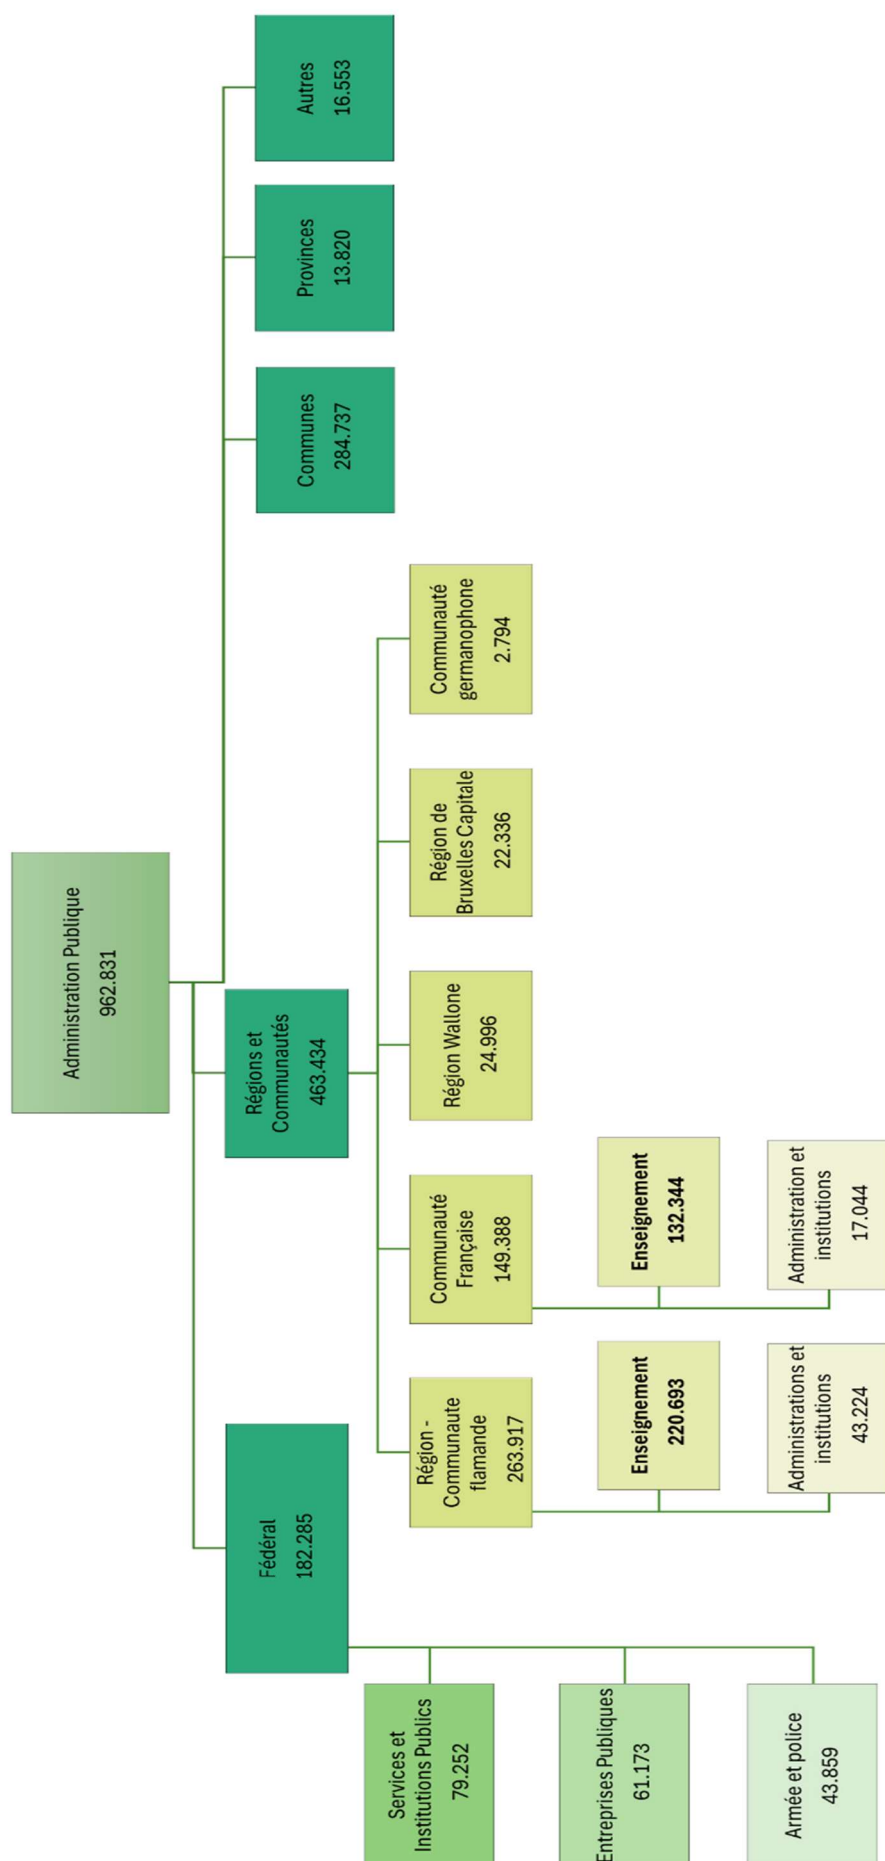 Administration Publique
962.831
Fédéral
182.285
Régions et
Communautés
463.434
Communes
284.737
Provinces
13.820
Autres
16.553
Services et
Institutions Publics
79.252
Entreprises Publiques
61.173
Armée et police
43.859
Région -
Communaute
flamande
263.917
Communauté
Française
149.388
Région Wallone
24.996
Région de
Bruxelles Capitale
22.336
Communauté
germanophone
2.794
Enseignement
220.693
Administrations et
institutions
43.224
Enseignement
132.344
Administration et
institutions
17.044